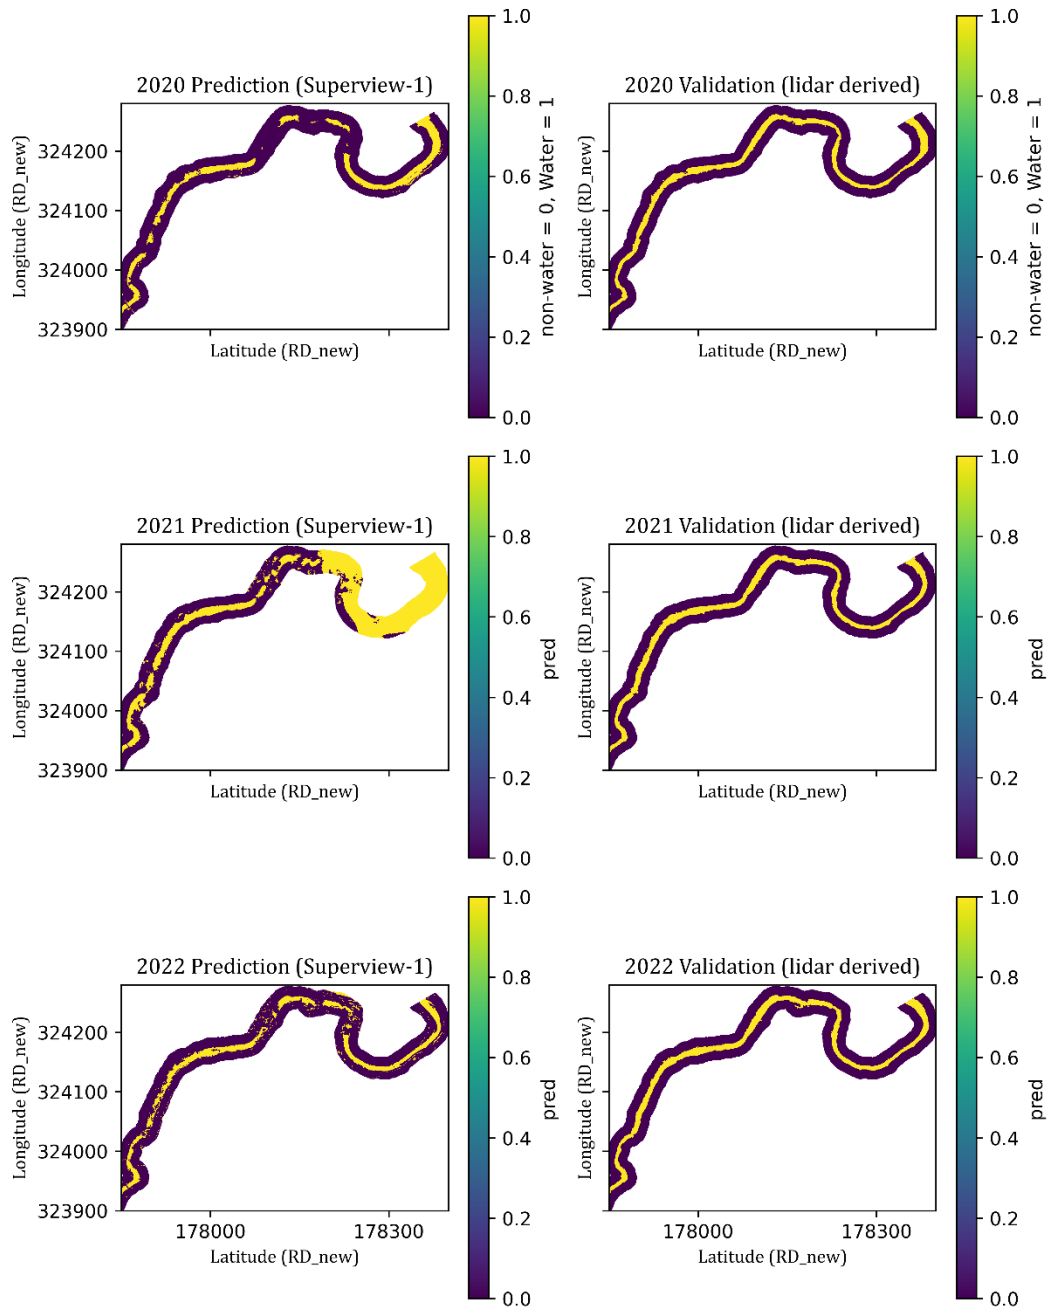 2020 Prediction (Superview-1)
324200
324100
324000
323900
Longitude (RD_new)
Latitude (RD_new)
1.0
0.8
0.6
0.4
0.2
0.0
non-water = 0, Water = 1
2020 Validation (lidar derived)
Longitude (RD_new)
Latitude (RD_new)
1.0
0.8
0.6
0.4
0.2
0.0
non-water = 0, Water = 1
2021 Prediction (Superview-1)
324200
324100
324000
323900
Longitude (RD_new)
Latitude (RD_new)
1.0
0.8
0.6
0.4
0.2
0.0
pred
2021 Validation (lidar derived)
Longitude (RD_new)
Latitude (RD_new)
1.0
0.8
0.6
0.4
0.2
0.0
pred
2022 Prediction (Superview-1)
324200
324100
324000
323900
Longitude (RD_new)
178000
178300
Latitude (RD_new)
1.0
0.8
0.6
0.4
0.2
0.0
pred
2022 Validation (lidar derived)
Longitude (RD_new)
178000
178300
Latitude (RD_new)
1.0
0.8
0.6
0.4
0.2
0.0
pred